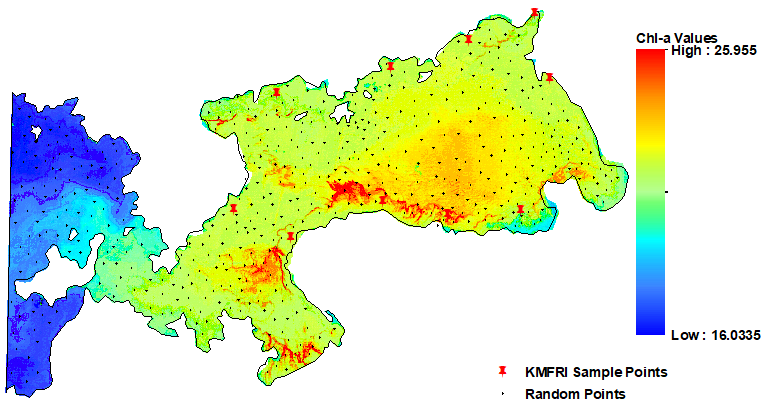 Chl-a Values
High : 25.955
Low : 16.0335
KMFRI Sample Points
Random Points